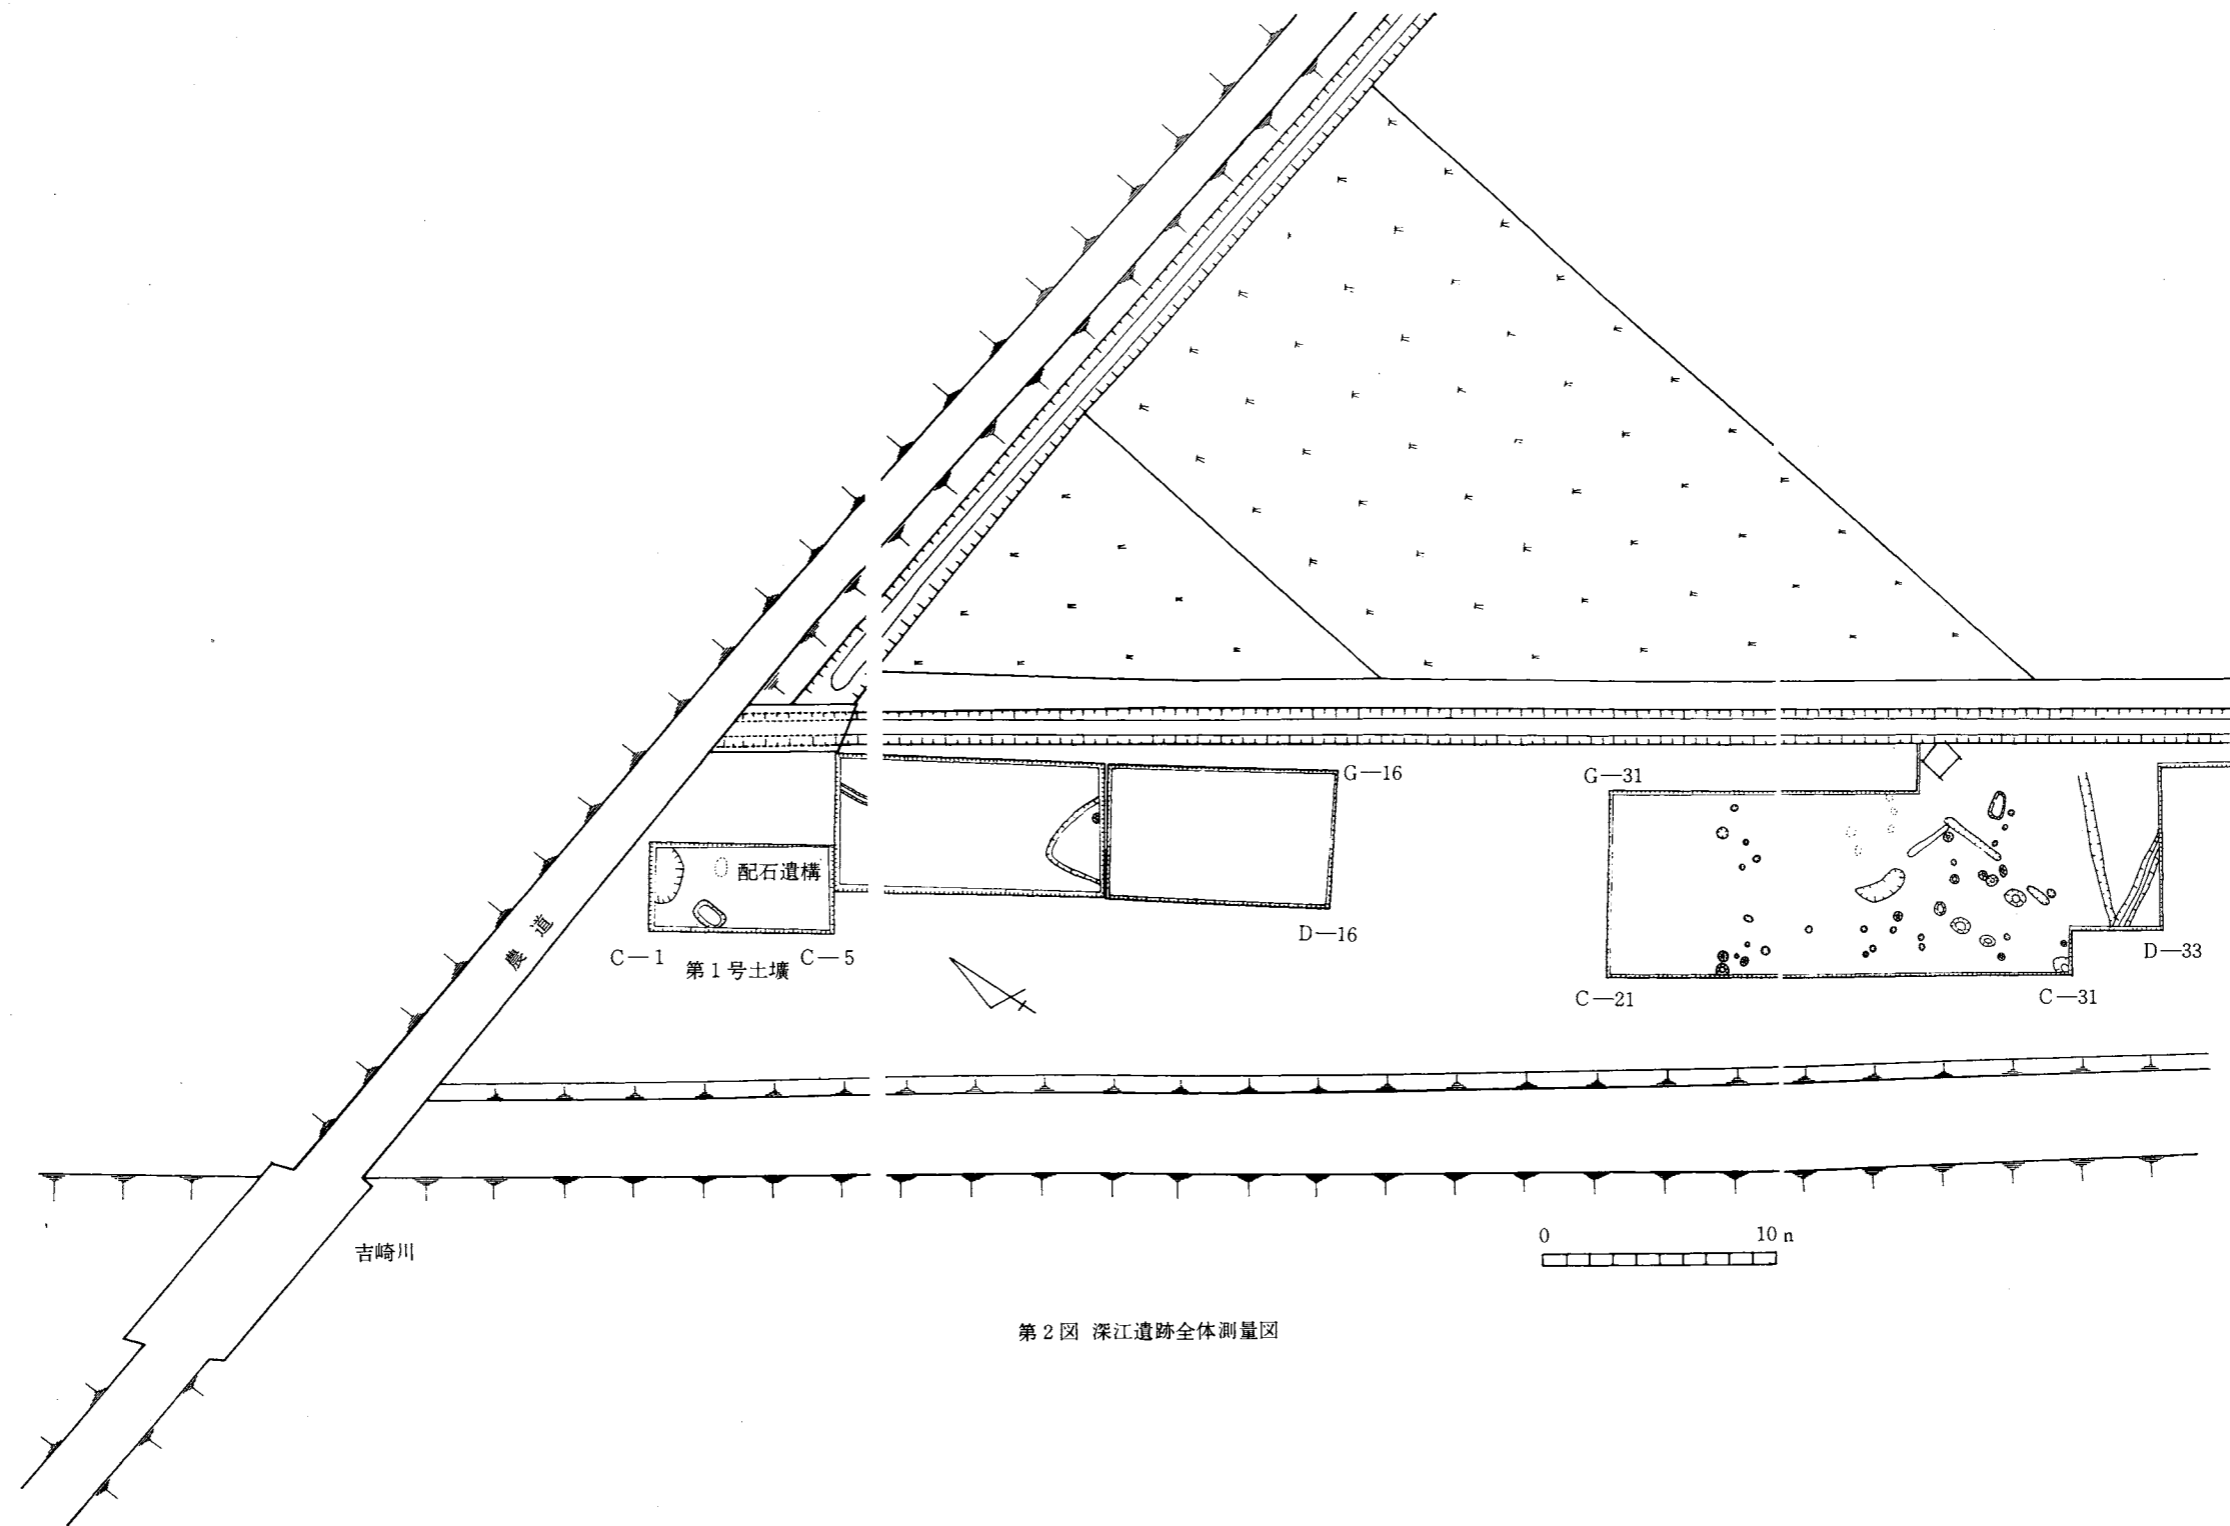 G—16
G—31
配石遺構
農道
C—1
第1号土壙
C—5
D—16
D—33
C—21
C—31
吉崎川
0 10n
第2図 深江遺跡全体測量図